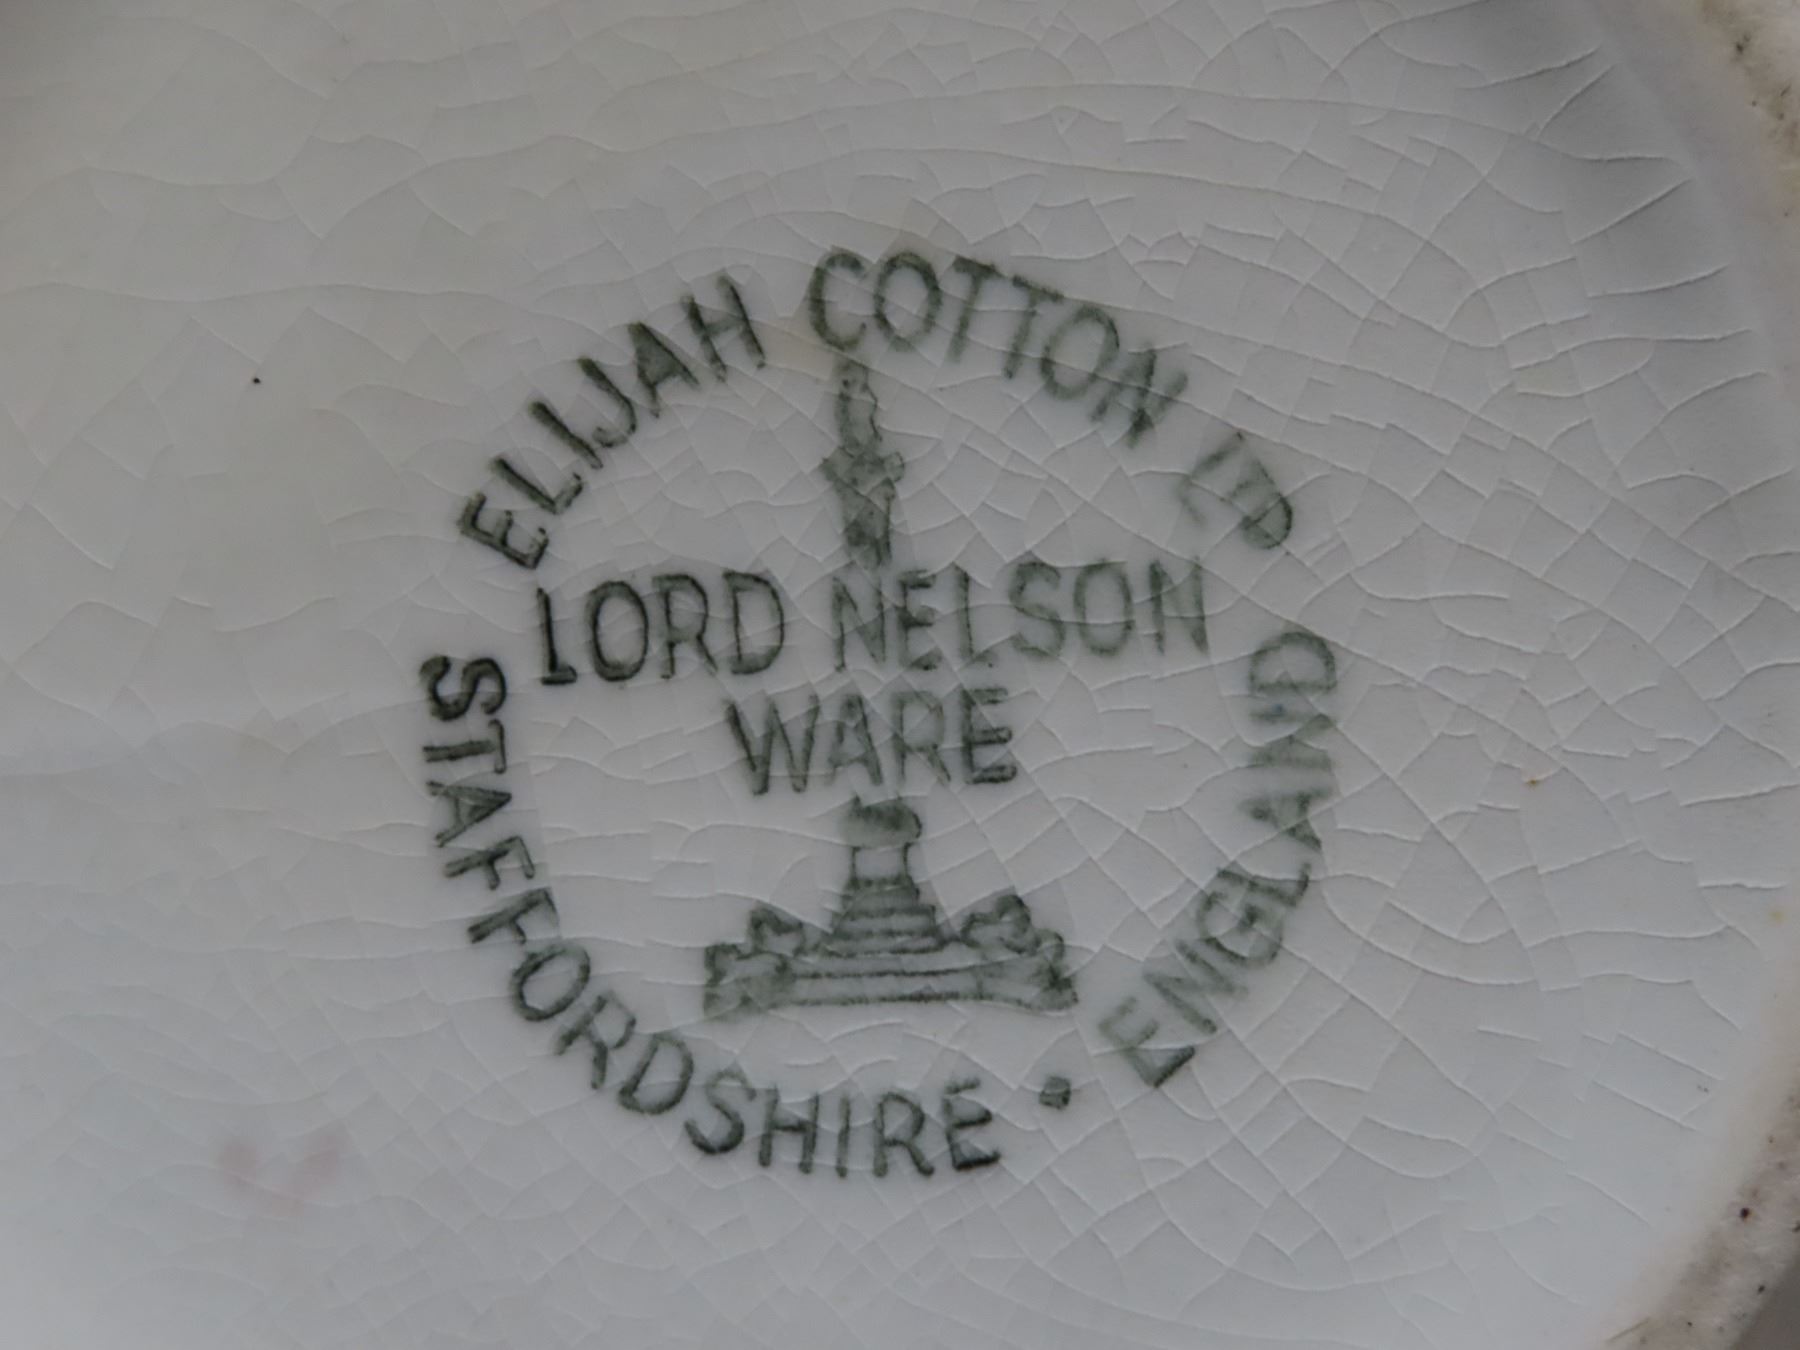 ELIJAH COTTON LTD
LORD NELSON
WARE
STAFFORDSHIRE • ENGLAND